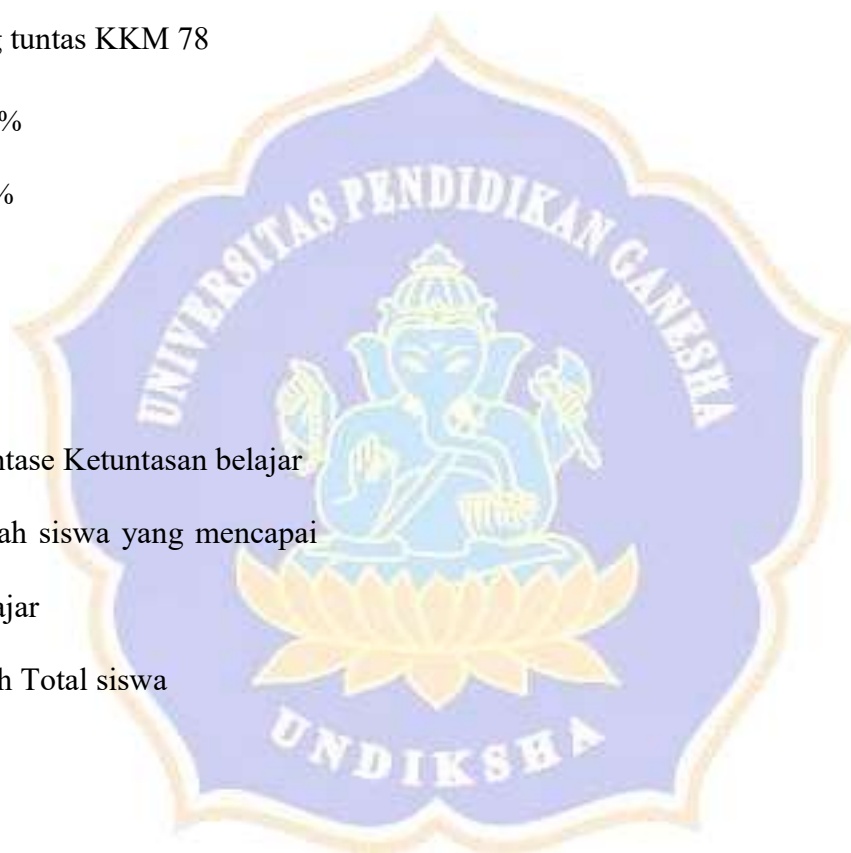 tuntas KKM 78
%
%
UNIVERSITAS PENDIDIKAN GANESHA
ntase Ketuntasan belajar
ah siswa yang mencapai
ajar
h Total siswa
UNDIKSHA